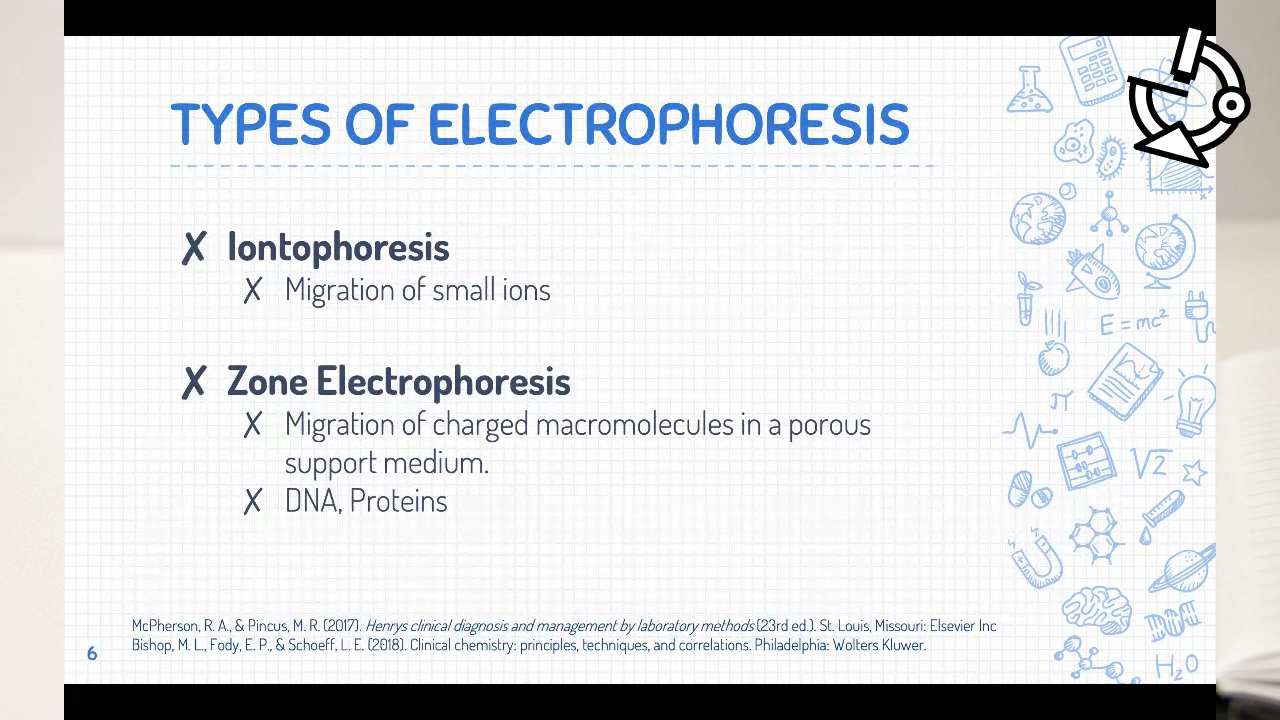 TYPES OF ELECTROPHORESIS
✗ Iontophoresis
✗ Migration of small ions
✗ Zone Electrophoresis
✗ Migration of charged macromolecules in a porous
support medium.
✗ DNA, Proteins
E = mc²
π
√2
H₂O
McPherson, R. A., & Pincus, M. R. (2017). Henry's clinical diagnosis and management by laboratory methods (23rd ed.). St. Louis, Missouri: Elsevier Inc
Bishop, M. L., Fody, E. P., & Schoeff, L. E. (2018). Clinical chemistry: principles, techniques, and correlations. Philadelphia: Wolters Kluwer.
6